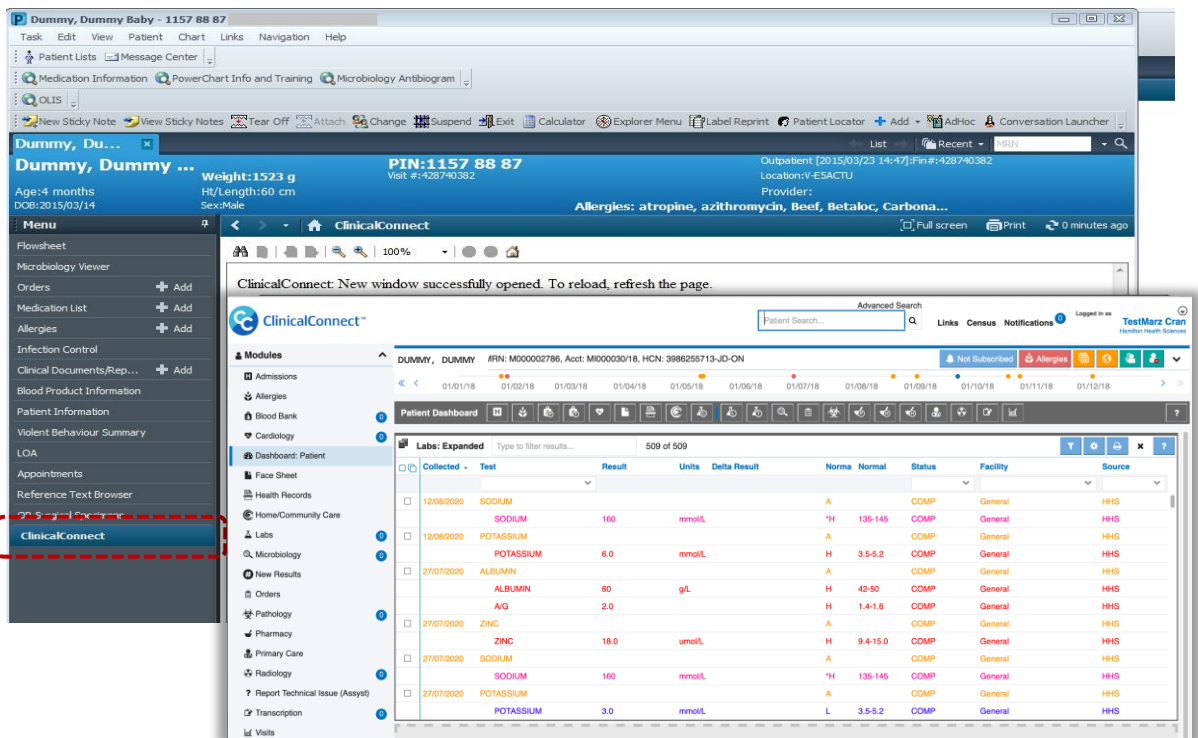 Dummy, Dummy Baby - 1157 88 87
Task Edit View Patient Chart Links Navigation Help
Patient Lists Message Center
Medication Information PowerChart Info and Training Microbiology Antibiogram
OLIS
New Sticky Note View Sticky Notes Tear Off Attach Change Suspend Exit Calculator Explorer Menu Label Reprint Patient Locator Add AdHoc Conversation Launcher
Dummy, Du... List Recent MRN
Dummy, Dummy ... PIN:1157 88 87 Outpatient [2015/03/23 14:47]:Fin#:428740382
Weight:1523 g Visit #:428740382 Location:V-ESACTU
Age:4 months Ht/Length:60 cm Provider:
DOB:2015/03/14 Sex:Male Allergies: atropine, azithromycin, Beef, Betaloc, Carbona...
Menu ClinicalConnect Full screen Print 0 minutes ago
Flowsheet
100%
Microbiology Viewer
Orders Add
ClinicalConnect: New window successfully opened. To reload, refresh the page.
Medication List Add
Allergies Add
Infection Control
Clinical Documents/Rep... Add
Blood Product Information
Patient Information
Violent Behaviour Summary
LOA
Appointments
Reference Text Browser
OR Surgical Specimens
ClinicalConnect
ClinicalConnect™ Patient Search... Advanced Search Links Census Notifications 0 Logged in as TestMarz Cran
Hamilton Health Sciences
Modules
DUMMY, DUMMY MRN: M000002786, Acct: MI000030/18, HCN: 3986255713-JD-ON Not Subscribed Allergies
01/01/18 01/02/18 01/03/18 01/04/18 01/05/18 01/06/18 01/07/18 01/08/18 01/09/18 01/10/18 01/11/18 01/12/18
Admissions
Allergies
Blood Bank 0
Cardiology 0
Dashboard: Patient
Face Sheet
Health Records
Home/Community Care
Labs 0
Microbiology 0
New Results
Orders
Pathology 0
Pharmacy
Primary Care
Radiology 0
Report Technical Issue (Assyst)
Transcription 0
Visits
Patient Dashboard ?
Labs: Expanded Type to filter results... 509 of 509 ?
Collected Test Result Units Delta Result Norma Normal Status Facility Source
12/08/2020 SODIUM A COMP General HHS
SODIUM 160 mmol/L *H 135-145 COMP General HHS
12/08/2020 POTASSIUM A COMP General HHS
POTASSIUM 6.0 mmol/L H 3.5-5.2 COMP General HHS
27/07/2020 ALBUMIN A COMP General HHS
ALBUMIN 60 g/L H 42-50 COMP General HHS
A/G 2.0 H 1.4-1.6 COMP General HHS
27/07/2020 ZINC A COMP General HHS
ZINC 18.0 umol/L H 9.4-15.0 COMP General HHS
27/07/2020 SODIUM A COMP General HHS
SODIUM 160 mmol/L *H 135-145 COMP General HHS
27/07/2020 POTASSIUM A COMP General HHS
POTASSIUM 3.0 mmol/L L 3.5-5.2 COMP General HHS